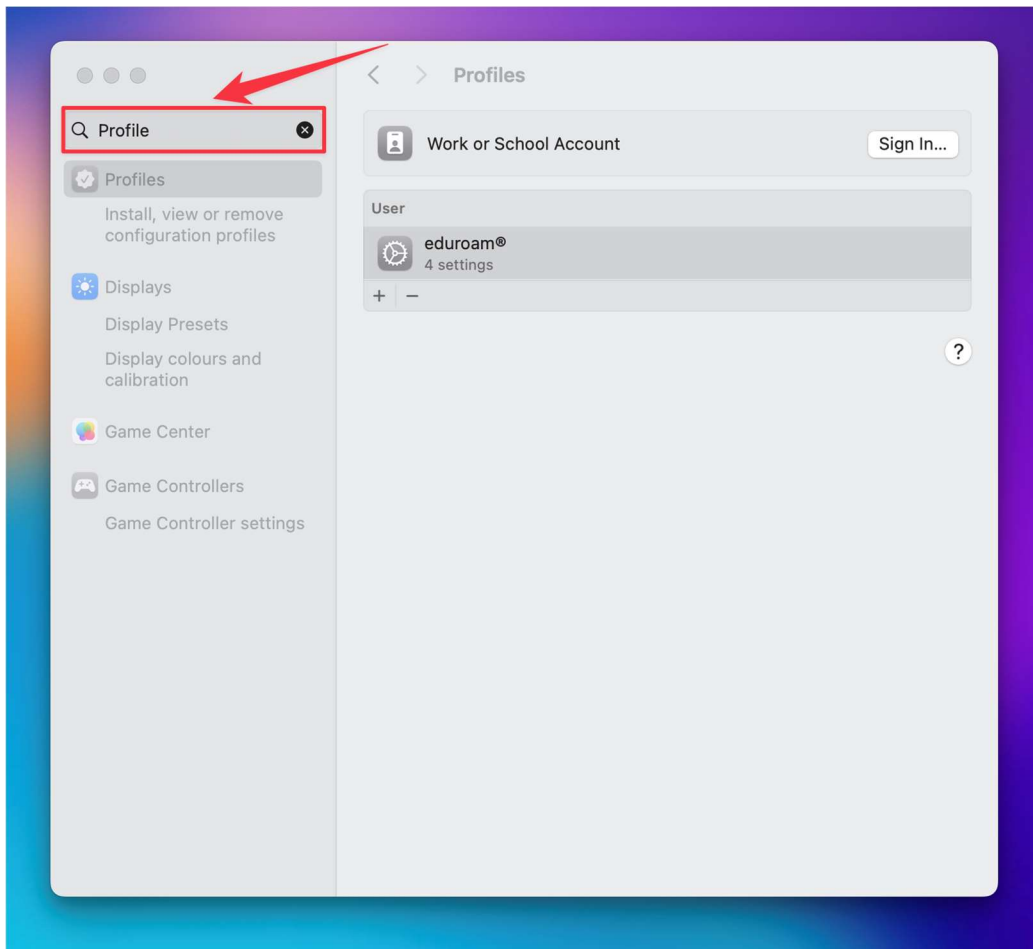 Profile
Profiles
Install, view or remove
configuration profiles
Displays
Display Presets
Display colours and
calibration
Game Center
Game Controllers
Game Controller settings
Profiles
Work or School Account
Sign In...
User
eduroam®
4 settings
+ −
?